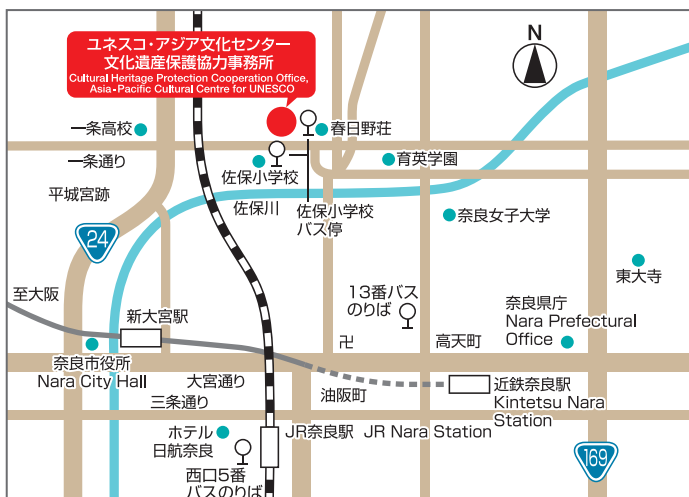 ユネスコ・アジア文化センター
文化遺産保護協力事務所
Cultural Heritage Protection Cooperation Office,
Asia-Pacific Cultural Centre for UNESCO
N
一条高校
春日野荘
一条通り
育英学園
佐保小学校
平城宮跡
佐保川
佐保小学校
バス停
奈良女子大学
24
東大寺
至大阪
13番バス
のりば
新大宮駅
奈良県庁
Nara Prefectural
Office
卍
高天町
奈良市役所
Nara City Hall
大宮通り
油阪町
近鉄奈良駅
Kintetsu Nara
Station
三条通り
ホテル
日航奈良
JR奈良駅 JR Nara Station
西口5番
バスのりば
169